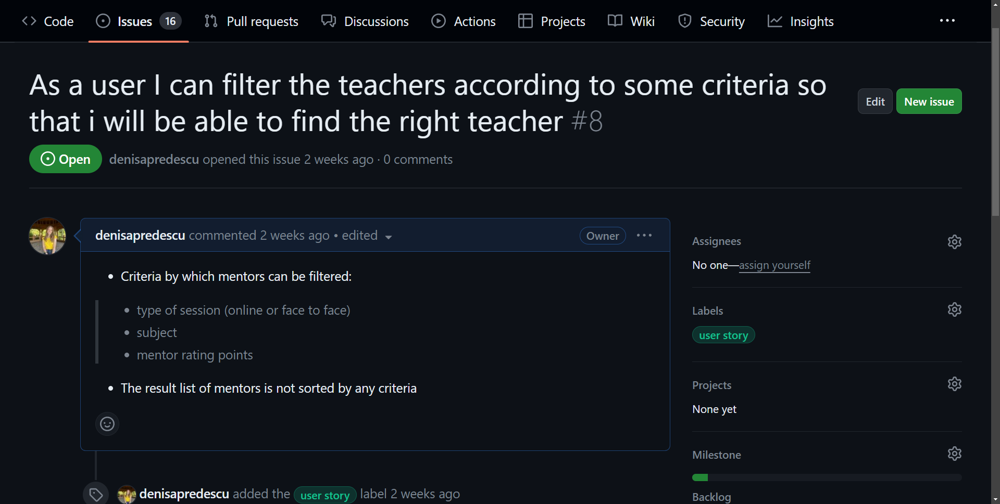 Code Issues 16 Pull requests Discussions Actions Projects Wiki Security Insights
As a user I can filter the teachers according to some criteria so
that i will be able to find the right teacher #8
Edit New issue
Open denisapredescu opened this issue 2 weeks ago · 0 comments
denisapredescu commented 2 weeks ago • edited Owner
• Criteria by which mentors can be filtered:
• type of session (online or face to face)
• subject
• mentor rating points
• The result list of mentors is not sorted by any criteria
denisapredescu added the user story label 2 weeks ago
Assignees
No one—assign yourself
Labels
user story
Projects
None yet
Milestone
Backlog